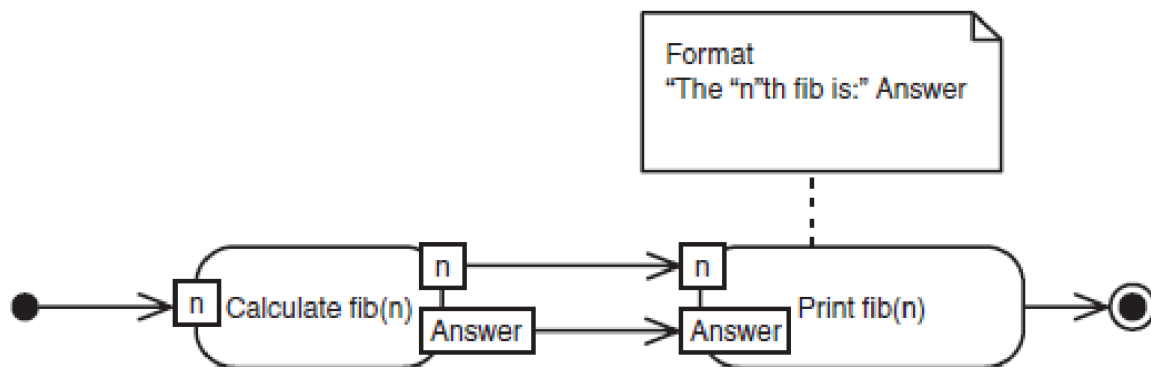 Format
“The “n”th fib is:” Answer
n
n
n
Calculate fib(n)
Print fib(n)
Answer
Answer